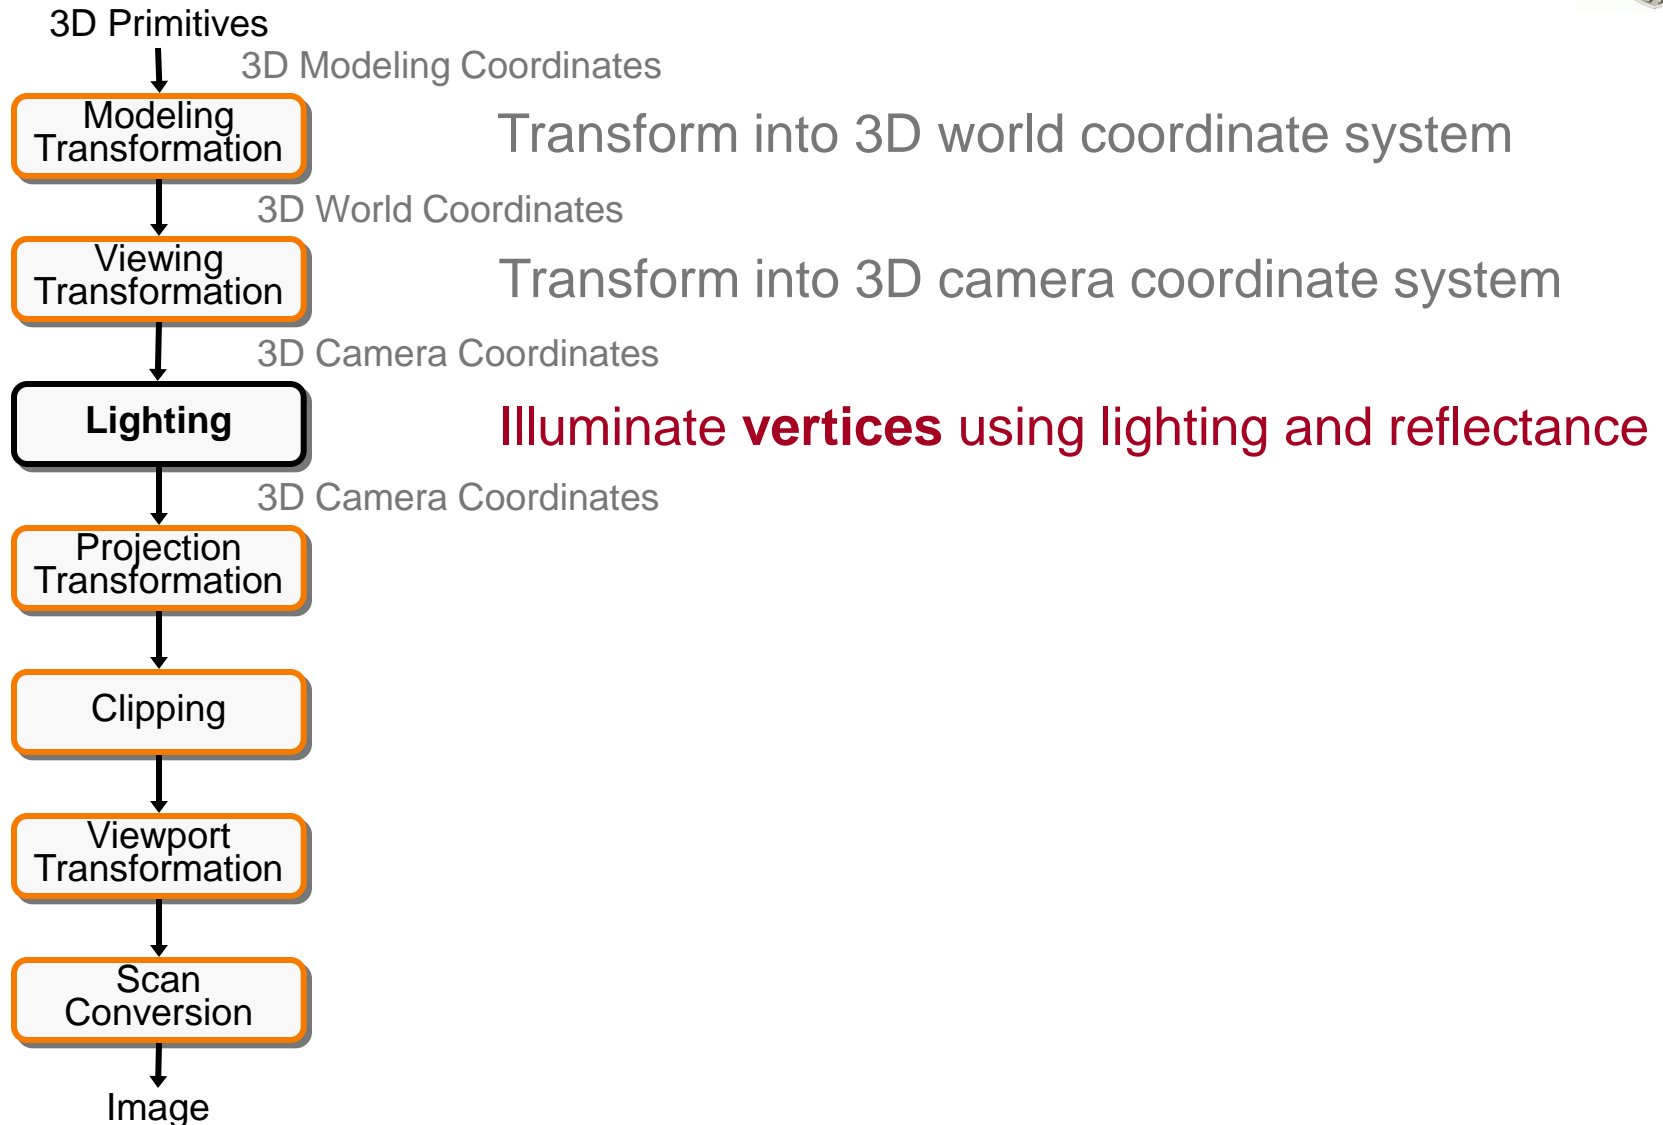 3D Primitives
3D Modeling Coordinates
Modeling
Transformation
Transform into 3D world coordinate system
3D World Coordinates
Viewing
Transformation
Transform into 3D camera coordinate system
3D Camera Coordinates
Lighting
Illuminate vertices using lighting and reflectance
3D Camera Coordinates
Projection
Transformation
Clipping
Viewport
Transformation
Scan
Conversion
Image